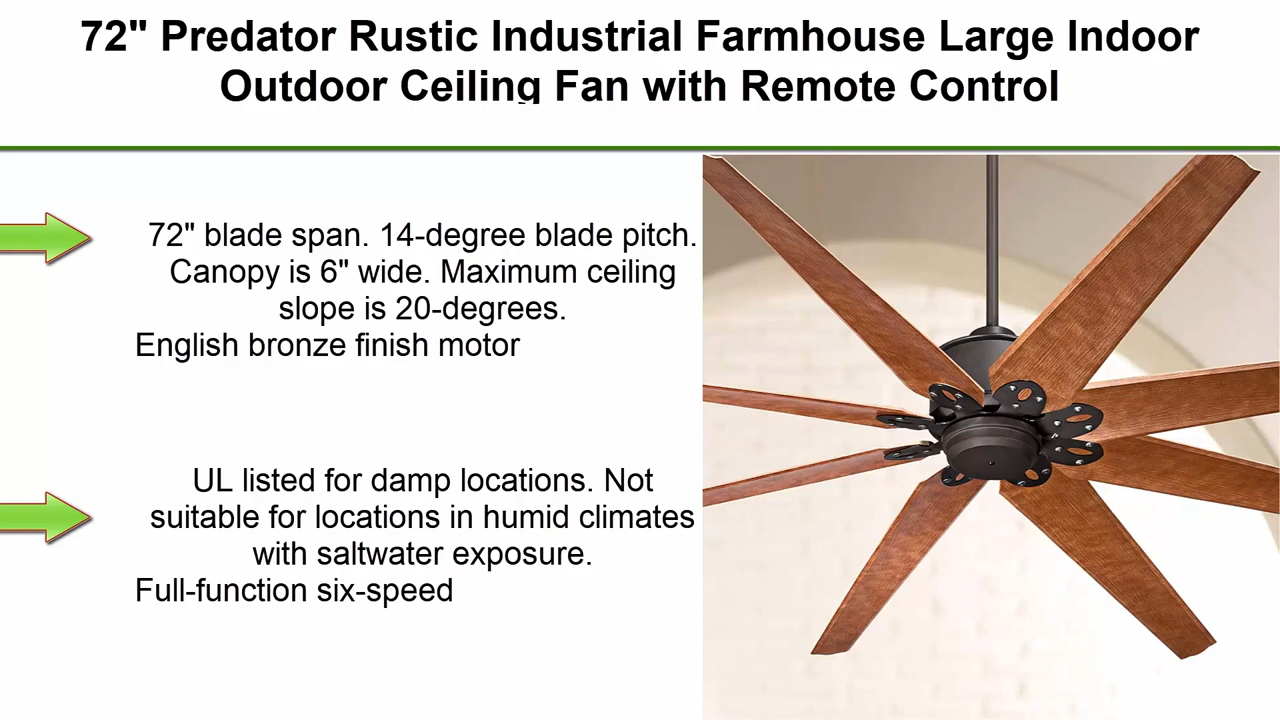 72" Predator Rustic Industrial Farmhouse Large Indoor
Outdoor Ceiling Fan with Remote Control
72" blade span. 14-degree blade pitch.
Canopy is 6" wide. Maximum ceiling
slope is 20-degrees.
English bronze finish motor
UL listed for damp locations. Not
suitable for locations in humid climates
with saltwater exposure.
Full-function six-speed